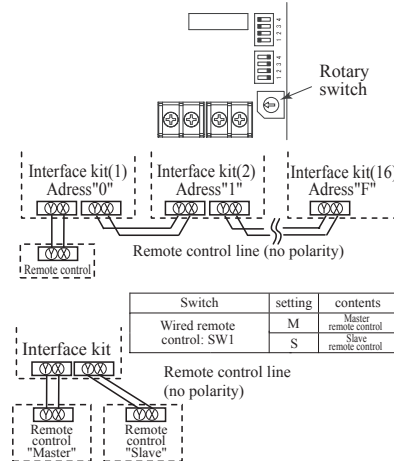 1 2 3 4
1 2 3 4
Rotary
switch
Interface kit(1)
Adress"0"
Interface kit(2)
Adress"1"
Interface kit(16)
Adress"F"
Remote control line (no polarity)
Remote control
Switch setting contents
Wired remote
control: SW1
M Master
remote control
S Slave
remote control
Interface kit
Remote control line
(no polarity)
Remote
control
"Master"
Remote
control
"Slave"